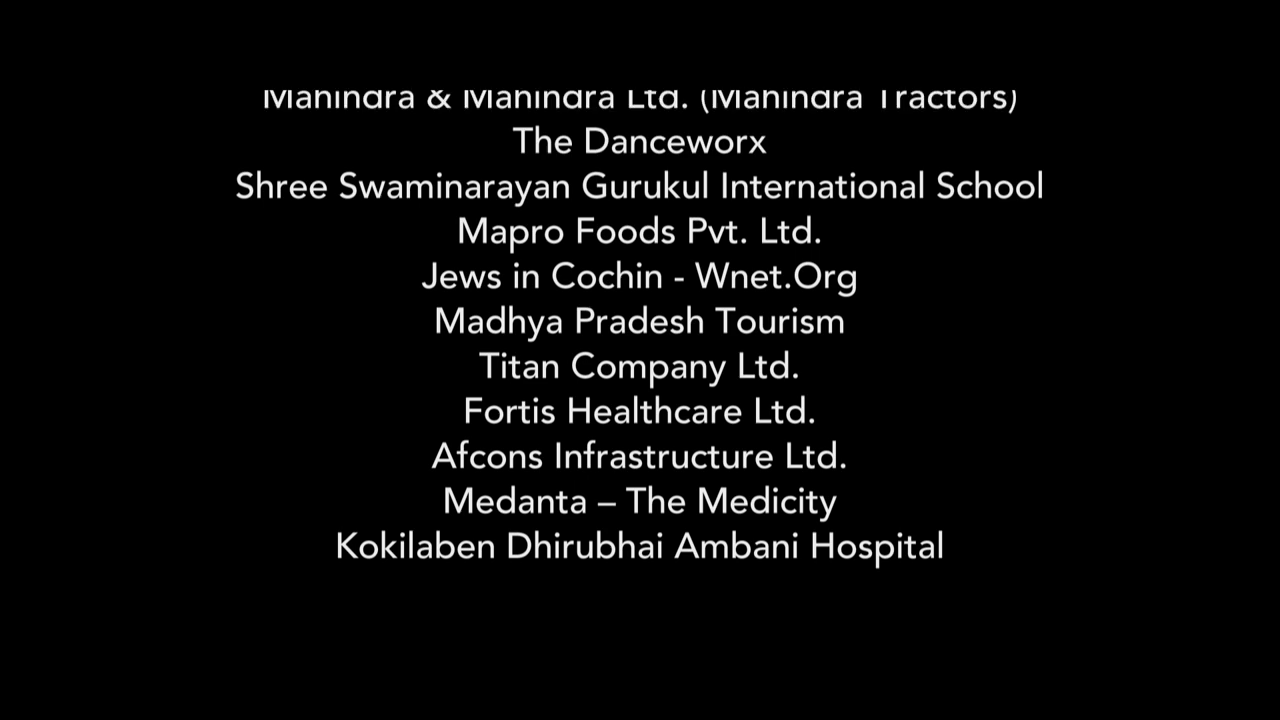 Mahindra & Mahindra Ltd. (Mahindra Tractors)
The Danceworx
Shree Swaminarayan Gurukul International School
Mapro Foods Pvt. Ltd.
Jews in Cochin - Wnet.Org
Madhya Pradesh Tourism
Titan Company Ltd.
Fortis Healthcare Ltd.
Afcons Infrastructure Ltd.
Medanta – The Medicity
Kokilaben Dhirubhai Ambani Hospital